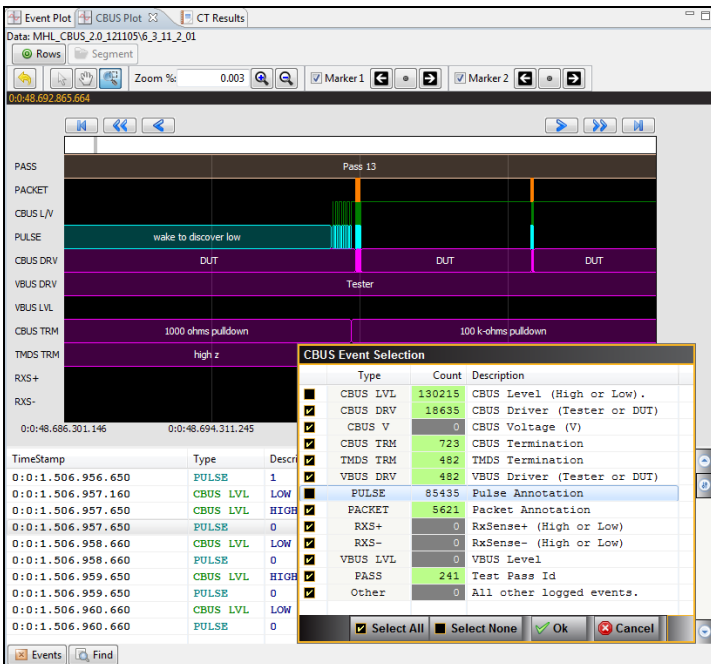 Event Plot CBUS Plot CT Results
Data: MHL_CBUS_2.0_121105\6_3_11_2_01
Rows Segment
Zoom %: 0.003 Marker 1 Marker 2
0:0:48.692.865.664
PASS Pass 13
PACKET
CBUS L/V
PULSE wake to discover low
CBUS DRV DUT DUT DUT
VBUS DRV Tester
VBUS LVL
CBUS TRM 1000 ohms pulldown 100 k-ohms pulldown
TMDS TRM high z
RXS+
RXS-
0:0:48.686.301.146 0:0:48.694.311.245
CBUS Event Selection
Type Count Description
CBUS LVL 130215 CBUS Level (High or Low).
CBUS DRV 18635 CBUS Driver (Tester or DUT)
CBUS V 0 CBUS Voltage (V)
CBUS TRM 723 CBUS Termination
TMDS TRM 482 TMDS Termination
VBUS DRV 482 VBUS Driver (Tester or DUT)
PULSE 85435 Pulse Annotation
PACKET 5621 Packet Annotation
RXS+ 0 RxSense+ (High or Low)
RXS- 0 RxSense- (High or Low)
VBUS LVL 0 VBUS Level
PASS 241 Test Pass Id
Other 0 All other logged events.
Select All Select None Ok Cancel
TimeStamp Type Descri
0:0:1.506.956.650 PULSE 1
0:0:1.506.957.160 CBUS LVL LOW
0:0:1.506.957.650 CBUS LVL HIGH
0:0:1.506.957.650 PULSE 0
0:0:1.506.958.660 CBUS LVL LOW
0:0:1.506.958.660 PULSE 0
0:0:1.506.959.650 CBUS LVL HIGH
0:0:1.506.959.650 PULSE 0
0:0:1.506.960.660 CBUS LVL LOW
0:0:1.506.960.660 PULSE 0
Events Find